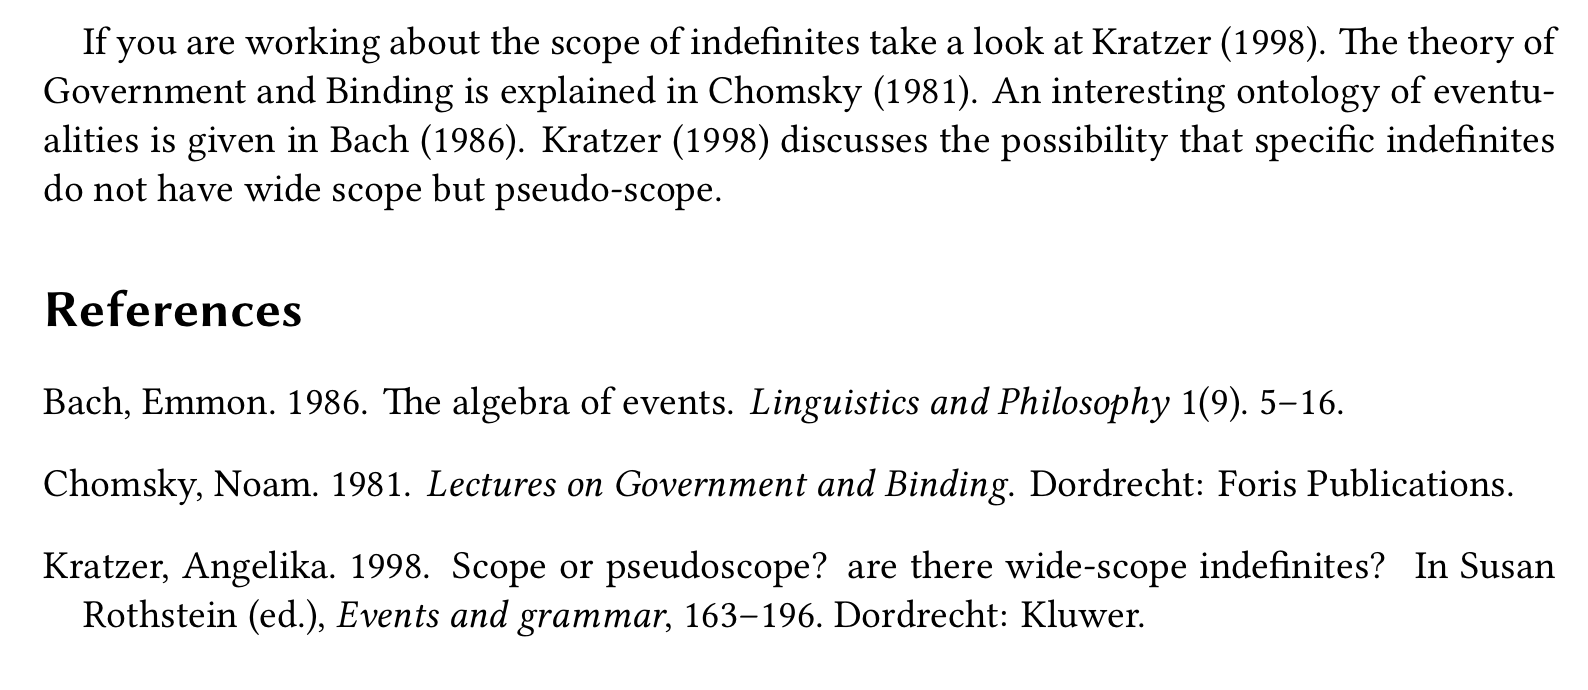 If you are working about the scope of indefinites take a look at Kratzer (1998). The theory of
Government and Binding is explained in Chomsky (1981). An interesting ontology of eventu-
alities is given in Bach (1986). Kratzer (1998) discusses the possibility that specific indefinites
do not have wide scope but pseudo-scope.
References
Bach, Emmon. 1986. The algebra of events. Linguistics and Philosophy 1(9). 5–16.
Chomsky, Noam. 1981. Lectures on Government and Binding. Dordrecht: Foris Publications.
Kratzer, Angelika. 1998. Scope or pseudoscope? are there wide-scope indefinites? In Susan
Rothstein (ed.), Events and grammar, 163–196. Dordrecht: Kluwer.